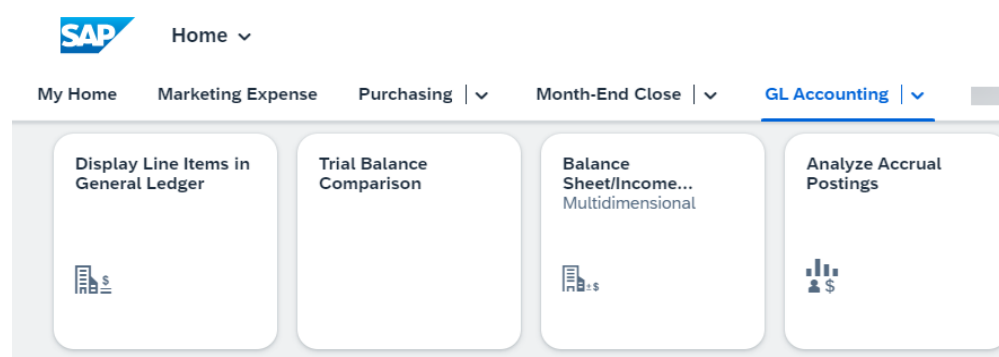 SAP Home
My Home Marketing Expense Purchasing Month-End Close GL Accounting
Display Line Items in
General Ledger
Trial Balance
Comparison
Balance
Sheet/Income...
Multidimensional
Analyze Accrual
Postings
$
± $
$